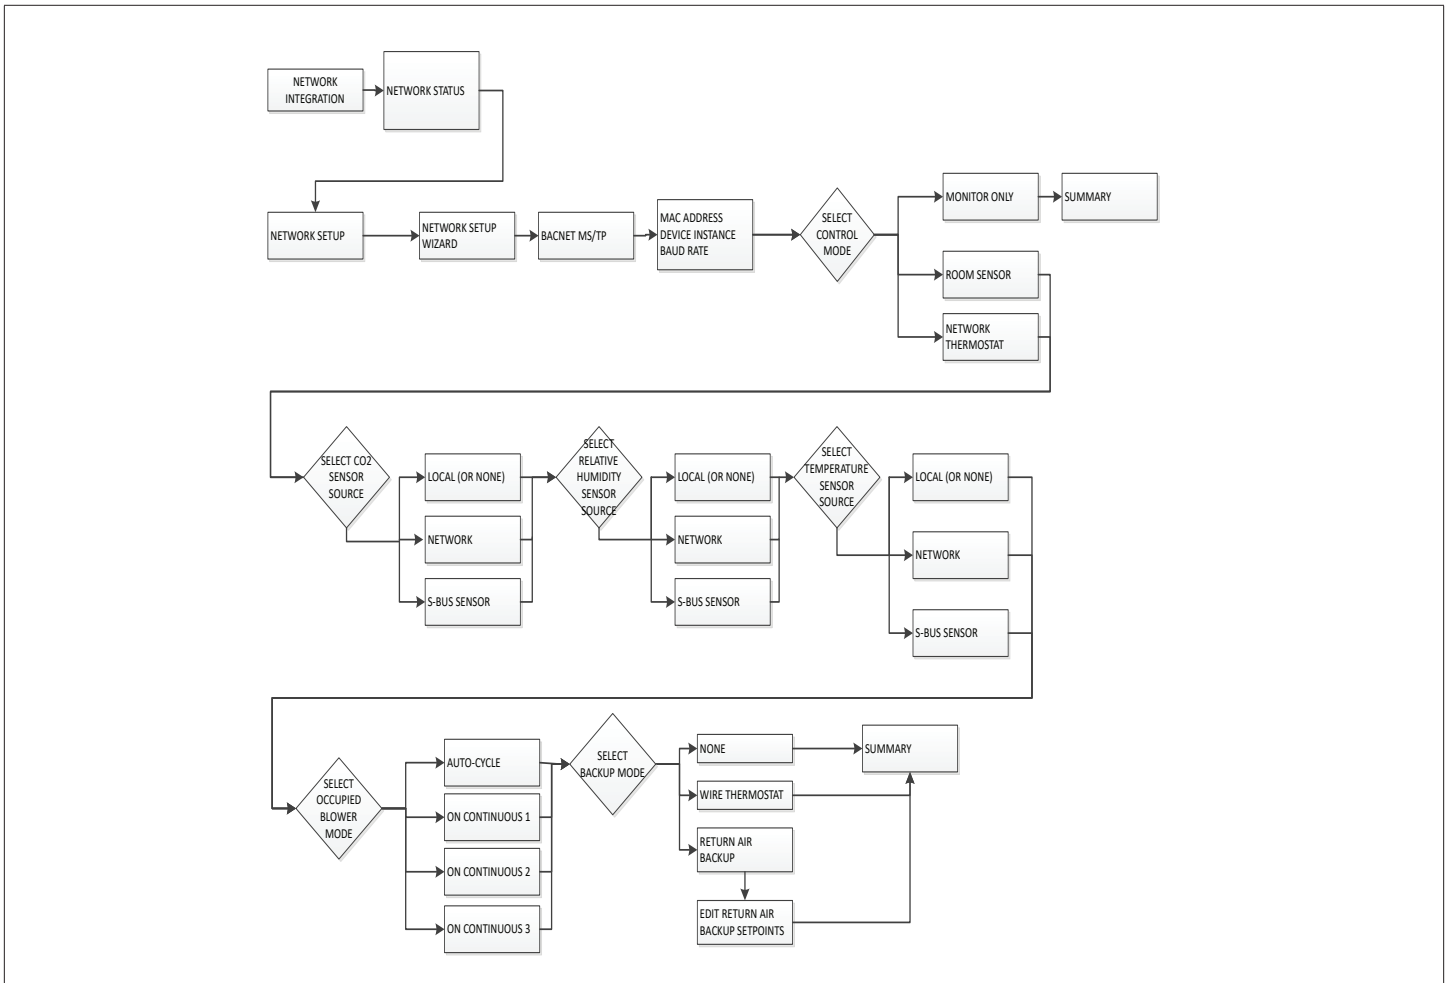 NETWORK
INTEGRATION
NETWORK STATUS
NETWORK SETUP
NETWORK SETUP
WIZARD
BACNET MS/TP
MAC ADDRESS
DEVICE INSTANCE
BAUD RATE
SELECT
CONTROL
MODE
MONITOR ONLY
SUMMARY
ROOM SENSOR
NETWORK
THERMOSTAT
SELECT CO2
SENSOR
SOURCE
LOCAL (OR NONE)
NETWORK
S-BUS SENSOR
SELECT
RELATIVE
HUMIDITY
SENSOR
SOURCE
LOCAL (OR NONE)
NETWORK
S-BUS SENSOR
SELECT
TEMPERATURE
SENSOR
SOURCE
LOCAL (OR NONE)
NETWORK
S-BUS SENSOR
SELECT
OCCUPIED
BLOWER
MODE
AUTO-CYCLE
ON CONTINUOUS 1
ON CONTINUOUS 2
ON CONTINUOUS 3
SELECT
BACKUP MODE
NONE
WIRE THERMOSTAT
RETURN AIR
BACKUP
EDIT RETURN AIR
BACKUP SETPOINTS
SUMMARY